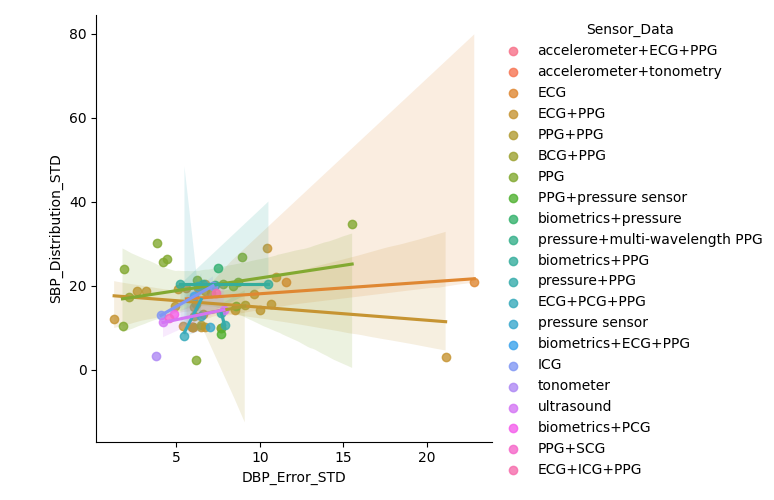 Sensor_Data
accelerometer+ECG+PPG
accelerometer+tonometry
ECG
ECG+PPG
PPG+PPG
BCG+PPG
PPG
PPG+pressure sensor
biometrics+pressure
pressure+multi-wavelength PPG
biometrics+PPG
pressure+PPG
ECG+PCG+PPG
pressure sensor
biometrics+ECG+PPG
ICG
tonometer
ultrasound
biometrics+PCG
PPG+SCG
ECG+ICG+PPG
SBP_Distribution_STD
80
60
40
20
0
5 10 15 20
DBP_Error_STD